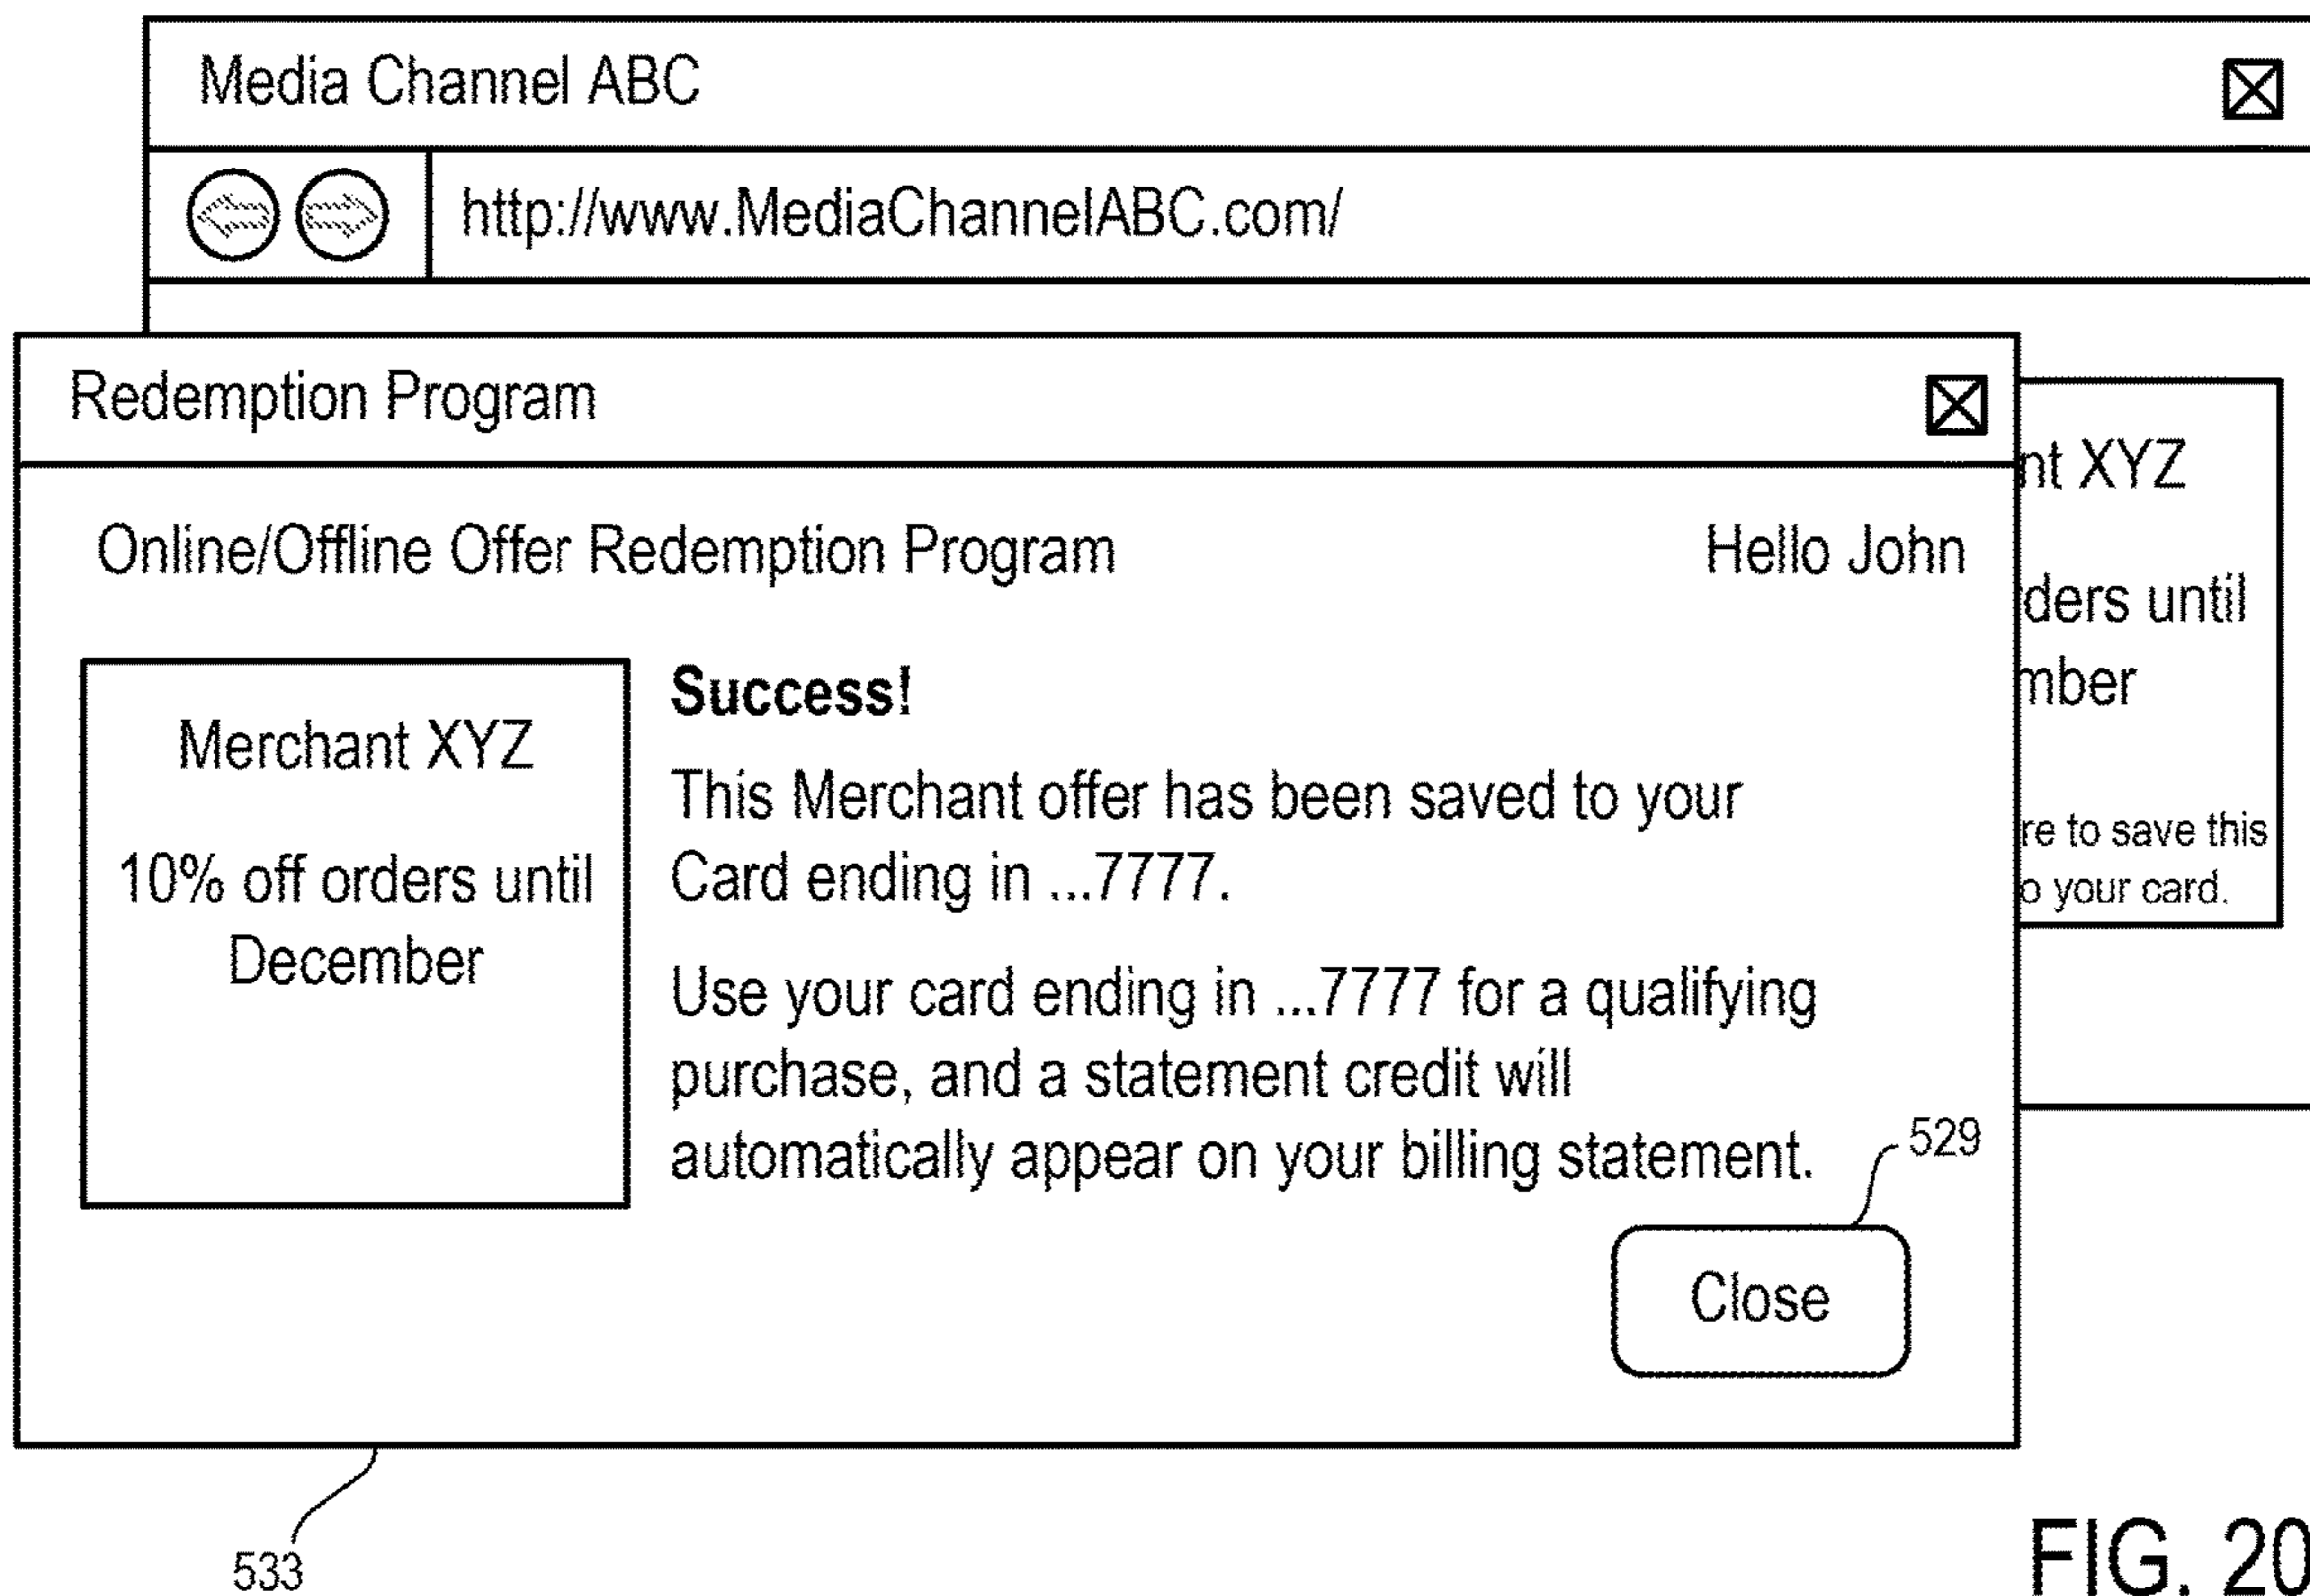 Media Channel ABC
http://www.MediaChannelABC.com/
Redemption Program
Online/Offline Offer Redemption Program
Hello John
Merchant XYZ
10% off orders until
December
Success!
This Merchant offer has been saved to your
Card ending in ...7777.
Use your card ending in ...7777 for a qualifying
purchase, and a statement credit will
automatically appear on your billing statement.
Close
529
533
nt XYZ
ders until
mber
re to save this
o your card.
FIG. 20